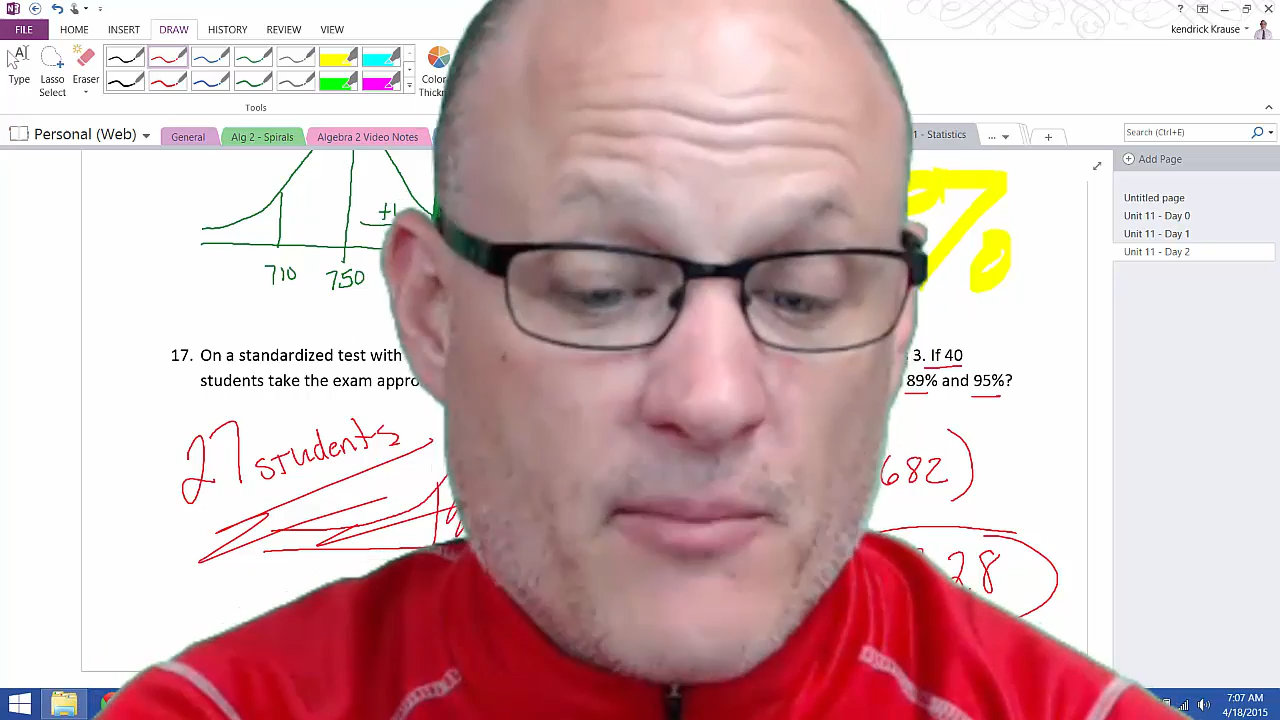 FILE HOME INSERT DRAW HISTORY REVIEW VIEW
kendrick Krause
Type
Lasso Select
Eraser
Color
Tools
Personal (Web)
General
Alg 2 - Spirals
Algebra 2 Video Notes
1 - Statistics
...
Search (Ctrl+E)
Add Page
Untitled page
Unit 11 - Day 0
Unit 11 - Day 1
Unit 11 - Day 2
+1
%
710 750
17. On a standardized test with 3. If 40
students take the exam 89% and 95%?
27 students
682)
28
7:07 AM
4/18/2015